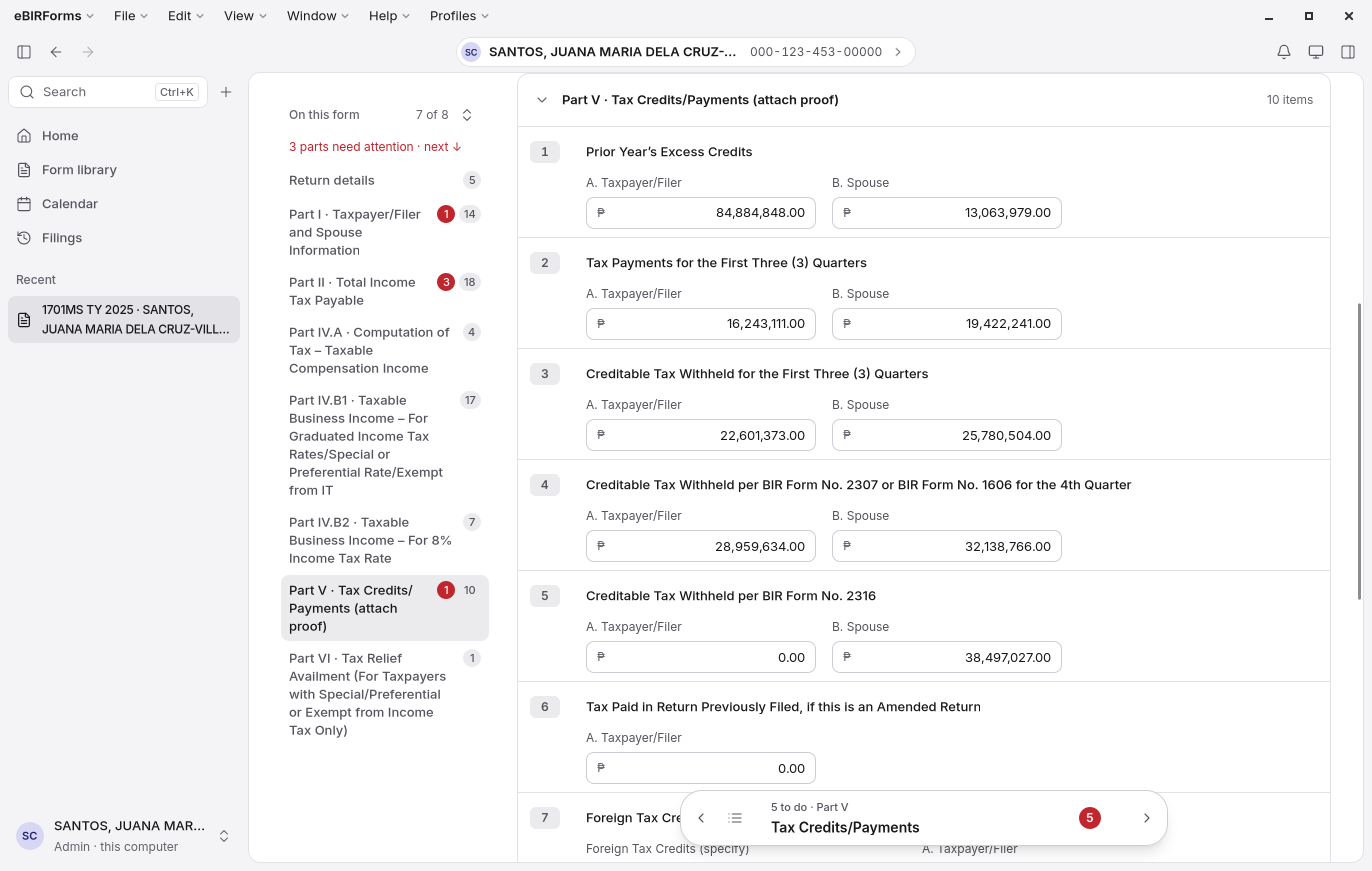 eBIRForms
File
Edit
View
Window
Help
Profiles
SC
SANTOS, JUANA MARIA DELA CRUZ-...
000-123-453-00000
Search
Ctrl+K
Home
Form library
Calendar
Filings
Recent
1701MS TY 2025 · SANTOS,
JUANA MARIA DELA CRUZ-VILL...
SC
SANTOS, JUANA MAR...
Admin · this computer
On this form
7 of 8
3 parts need attention · next ↓
Return details
5
Part I · Taxpayer/Filer
and Spouse
Information
1
14
Part II · Total Income
Tax Payable
3
18
Part IV.A · Computation of
Tax – Taxable
Compensation Income
4
Part IV.B1 · Taxable
Business Income – For
Graduated Income Tax
Rates/Special or
Preferential Rate/Exempt
from IT
17
Part IV.B2 · Taxable
Business Income – For 8%
Income Tax Rate
7
Part V · Tax Credits/
Payments (attach
proof)
1
10
Part VI · Tax Relief
Availment (For Taxpayers
with Special/Preferential
or Exempt from Income
Tax Only)
1
Part V · Tax Credits/Payments (attach proof)
10 items
1
Prior Year's Excess Credits
A. Taxpayer/Filer
B. Spouse
₱ 84,884,848.00
₱ 13,063,979.00
2
Tax Payments for the First Three (3) Quarters
A. Taxpayer/Filer
B. Spouse
₱ 16,243,111.00
₱ 19,422,241.00
3
Creditable Tax Withheld for the First Three (3) Quarters
A. Taxpayer/Filer
B. Spouse
₱ 22,601,373.00
₱ 25,780,504.00
4
Creditable Tax Withheld per BIR Form No. 2307 or BIR Form No. 1606 for the 4th Quarter
A. Taxpayer/Filer
B. Spouse
₱ 28,959,634.00
₱ 32,138,766.00
5
Creditable Tax Withheld per BIR Form No. 2316
A. Taxpayer/Filer
B. Spouse
₱ 0.00
₱ 38,497,027.00
6
Tax Paid in Return Previously Filed, if this is an Amended Return
A. Taxpayer/Filer
₱ 0.00
7
Foreign Tax
Foreign Tax Credits (specify)
A. Taxpayer/Filer
5 to do · Part V
Tax Credits/Payments
5